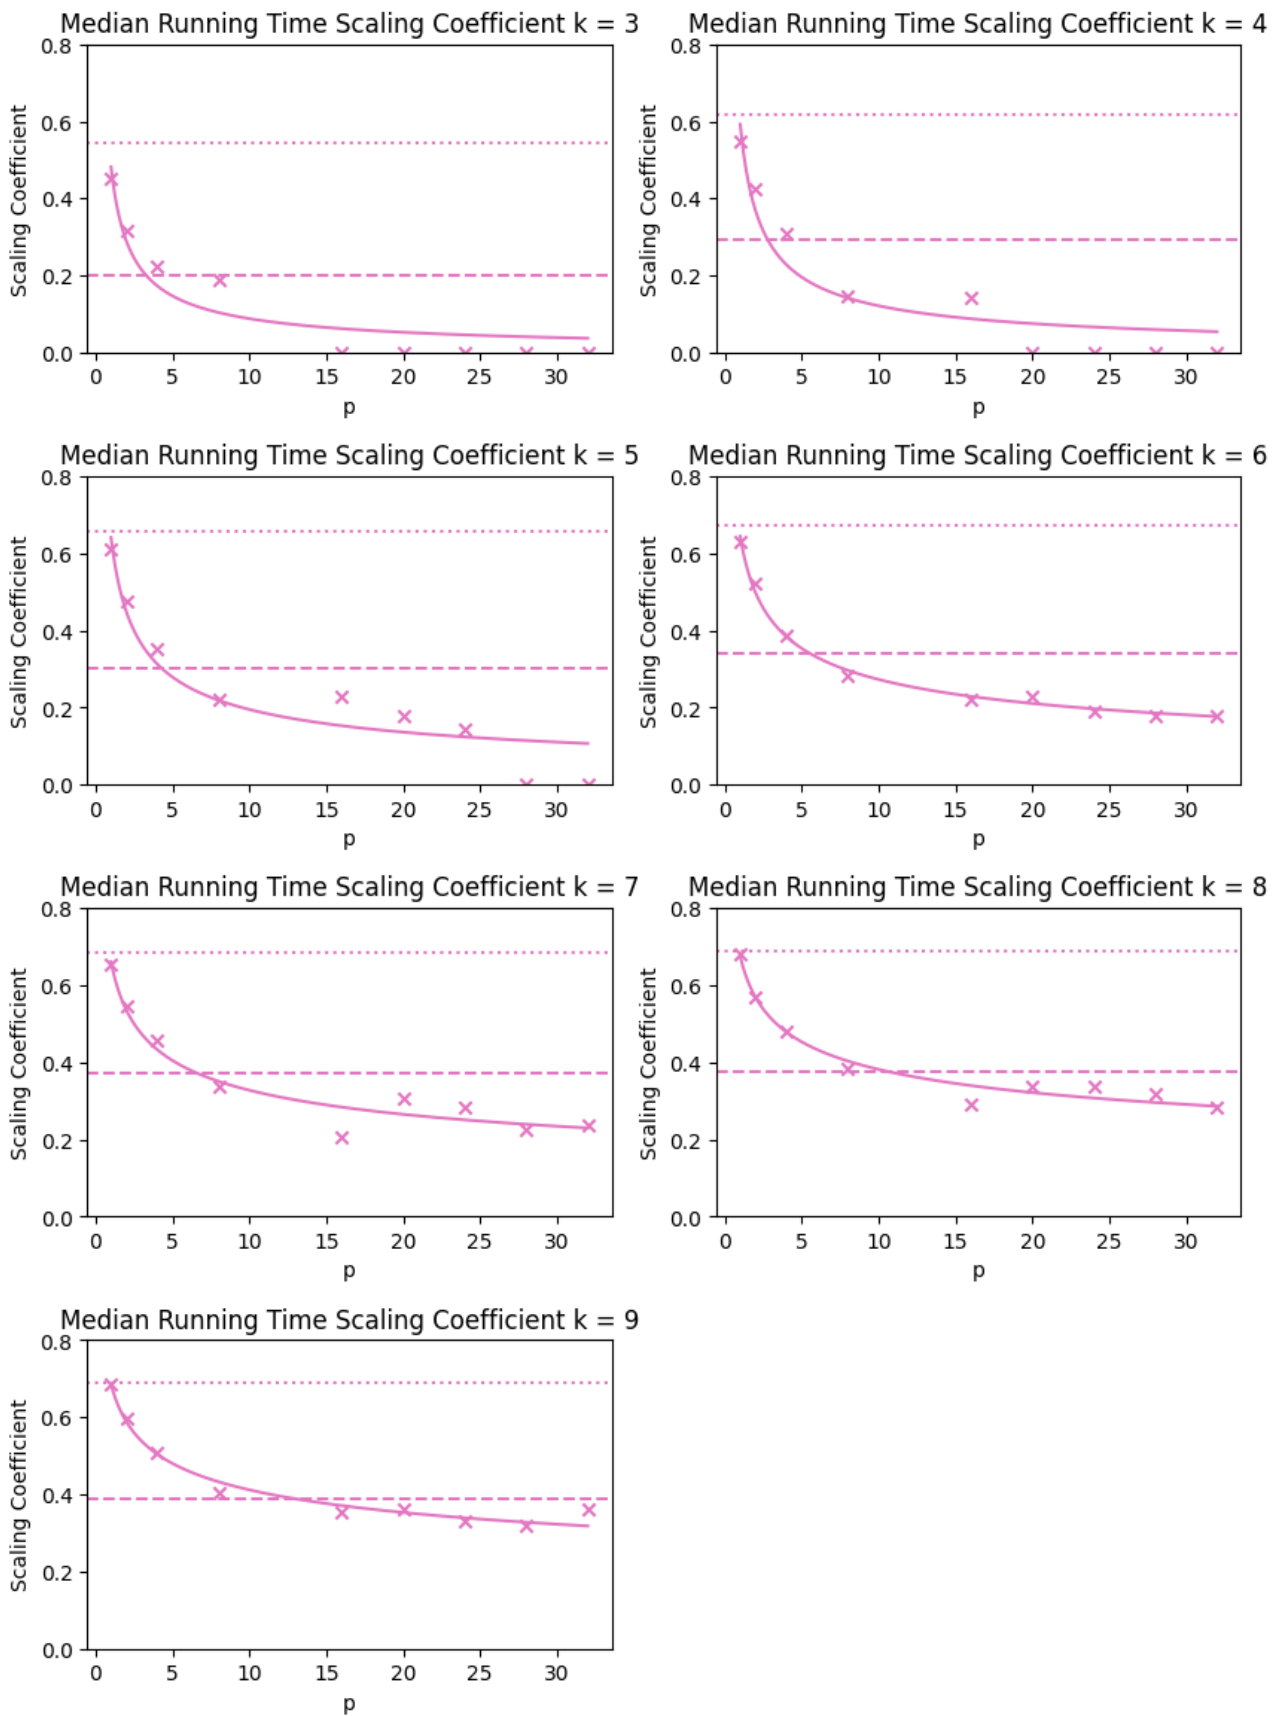 Median Running Time Scaling Coefficient k = 3
0.8
0.6
0.4
0.2
0.0
Scaling Coefficient
0 5 10 15 20 25 30
p
Median Running Time Scaling Coefficient k = 4
0.8
0.6
0.4
0.2
0.0
Scaling Coefficient
0 5 10 15 20 25 30
p
Median Running Time Scaling Coefficient k = 5
0.8
0.6
0.4
0.2
0.0
Scaling Coefficient
0 5 10 15 20 25 30
p
Median Running Time Scaling Coefficient k = 6
0.8
0.6
0.4
0.2
0.0
Scaling Coefficient
0 5 10 15 20 25 30
p
Median Running Time Scaling Coefficient k = 7
0.8
0.6
0.4
0.2
0.0
Scaling Coefficient
0 5 10 15 20 25 30
p
Median Running Time Scaling Coefficient k = 8
0.8
0.6
0.4
0.2
0.0
Scaling Coefficient
0 5 10 15 20 25 30
p
Median Running Time Scaling Coefficient k = 9
0.8
0.6
0.4
0.2
0.0
Scaling Coefficient
0 5 10 15 20 25 30
p